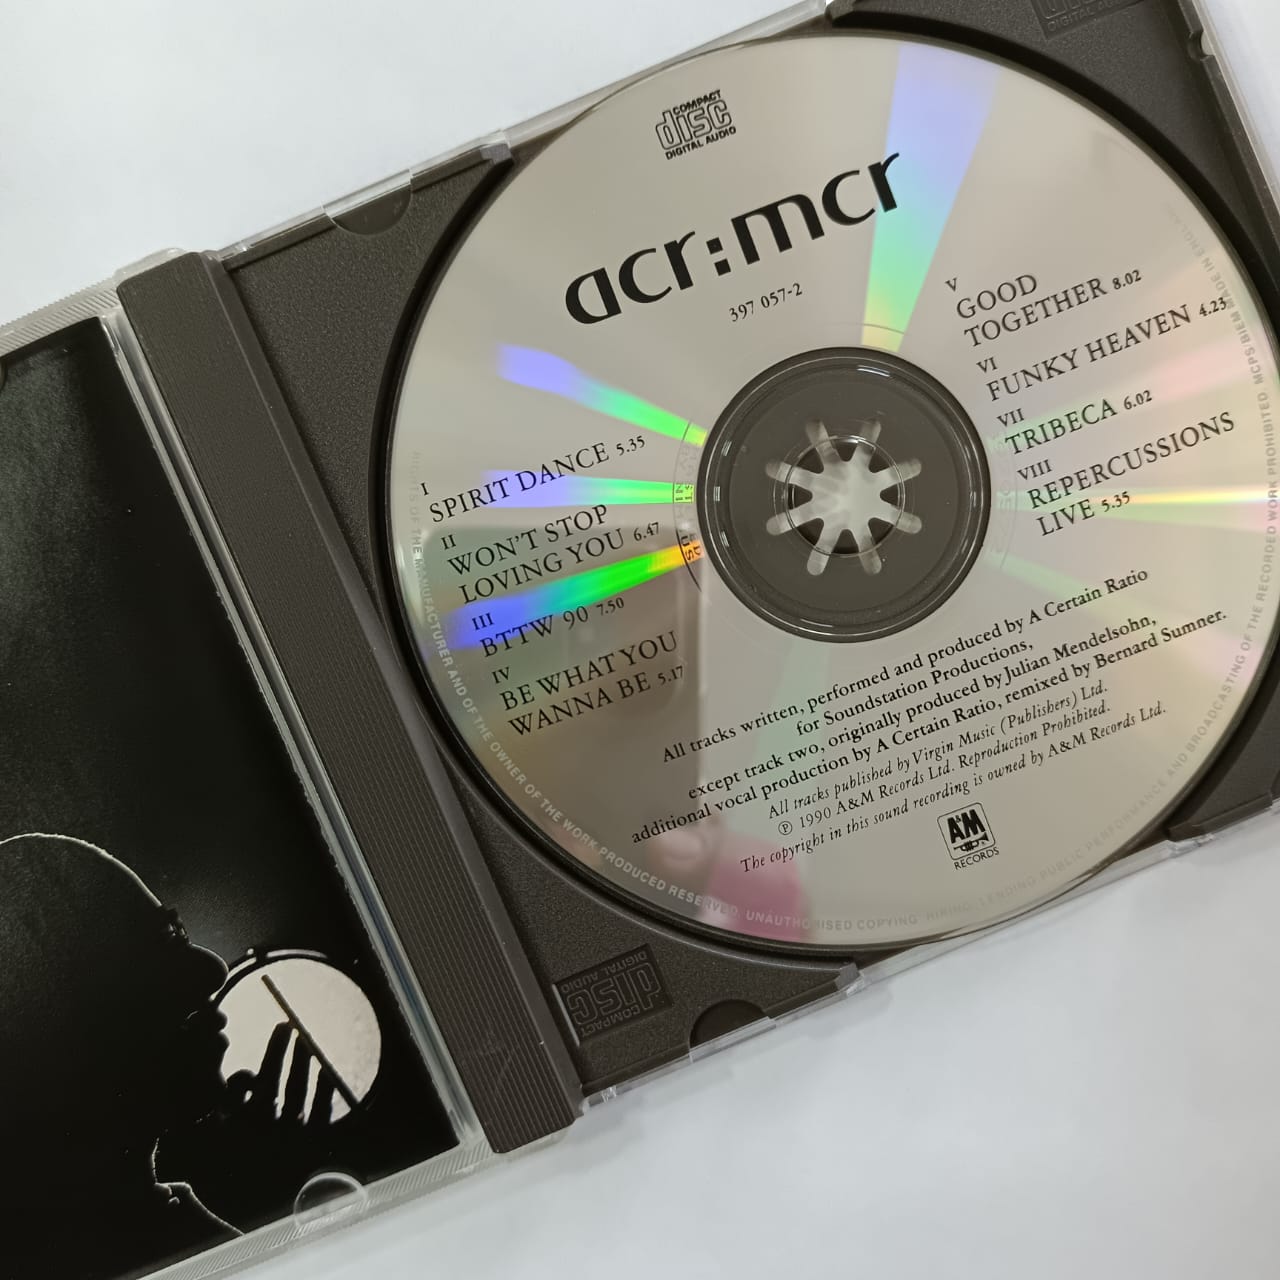 COMPACT
disc
DIGITAL AUDIO
acr:mcr
397 057-2
I
SPIRIT DANCE 5.35
II
WON'T STOP
LOVING YOU 6.47
III
BTTW 90 7.50
IV
BE WHAT YOU
WANNA BE 5.17
V
GOOD
TOGETHER 8.02
VI
FUNKY HEAVEN 4.23
VII
TRIBECA 6.02
VIII
REPERCUSSIONS
LIVE 5.35
All tracks written, performed and produced by A Certain Ratio
for Soundstation Productions,
except track two, originally produced by Julian Mendelsohn,
additional vocal production by A Certain Ratio, remixed by Bernard Sumner.
All tracks published by Virgin Music (Publishers) Ltd.
℗ 1990 A&M Records Ltd. Reproduction Prohibited.
The copyright in this sound recording is owned by A&M Records Ltd.
A&M
RECORDS
RIGHTS OF THE MANUFACTURER AND OF THE OWNER OF THE WORK PRODUCED RESERVED. UNAUTHORISED COPYING, HIRING, LENDING, PUBLIC PERFORMANCE AND BROADCASTING OF THE RECORDED WORK PROHIBITED MCPS/BIEM MADE IN ENGLAND
COMPACT
disc
DIGITAL AUDIO
DIGITAL AUDIO